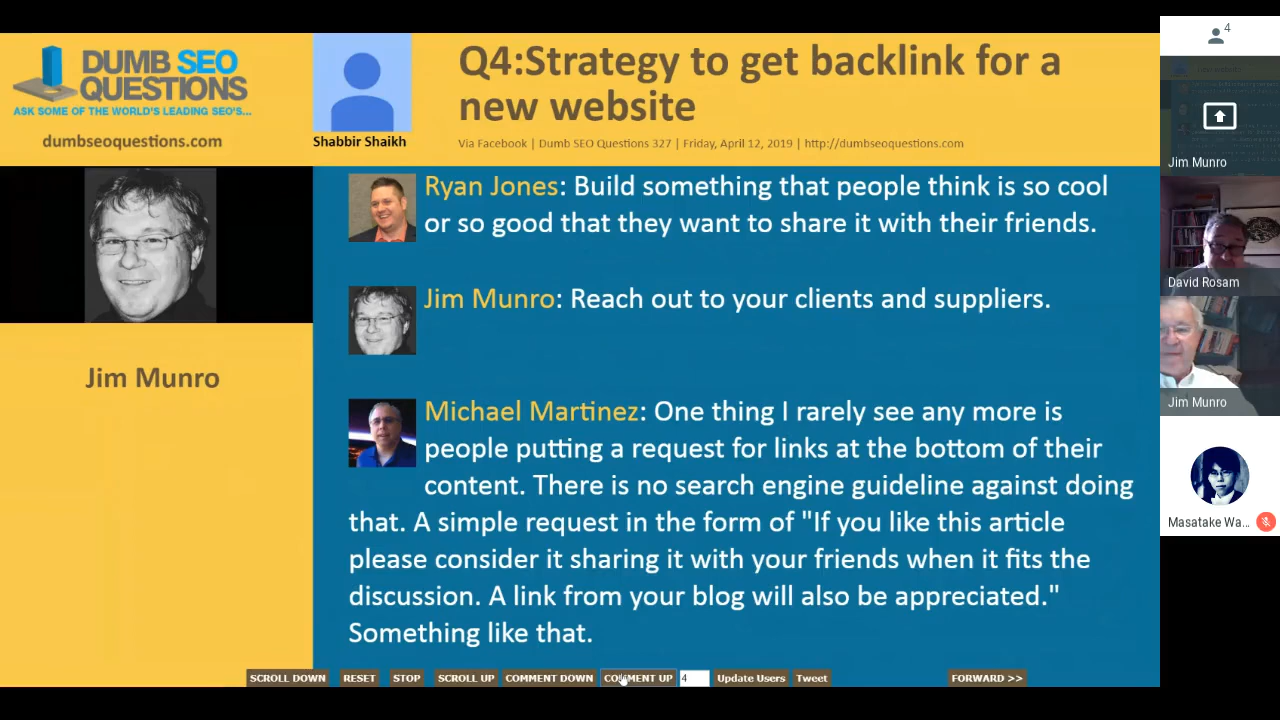 DUMB SEO
QUESTIONS
ASK SOME OF THE WORLD'S LEADING SEO'S...
dumbseoquestions.com
Shabbir Shaikh
Q4:Strategy to get backlink for a
new website
Via Facebook | Dumb SEO Questions 327 | Friday, April 12, 2019 | http://dumbseoquestions.com
Jim Munro
Ryan Jones: Build something that people think is so cool
or so good that they want to share it with their friends.
Jim Munro: Reach out to your clients and suppliers.
Michael Martinez: One thing I rarely see any more is
people putting a request for links at the bottom of their
content. There is no search engine guideline against doing
that. A simple request in the form of "If you like this article
please consider it sharing it with your friends when it fits the
discussion. A link from your blog will also be appreciated."
Something like that.
SCROLL DOWN RESET STOP SCROLL UP COMMENT DOWN COMMENT UP 4 Update Users Tweet FORWARD >>
4
Jim Munro
David Rosam
Jim Munro
Masatake Wa...